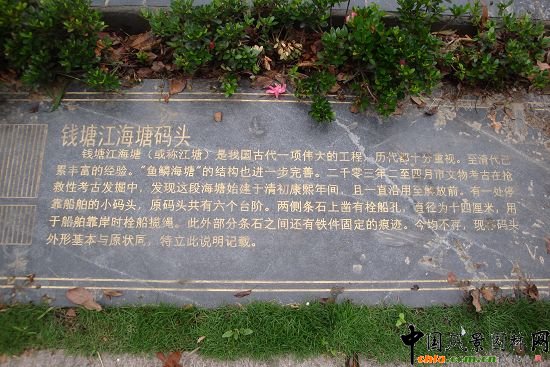 钱塘江海塘码头
钱塘江海塘（或称江塘）是我国古代一项伟大的工程，历代都十分重视。至清代已
累丰富的经验。“鱼鳞海塘”的结构也进一步完善。二千零三年二至四月市文物考古在抢
救性考古发掘中，发现这段海塘始建于清初康熙年间，且一直沿用至解放前。有一处停
靠船舶的小码头，原码头共有六个台阶。两侧条石上凿有栓船孔，直径为十四厘米，用
于船舶靠岸时栓船揽绳。此外部分条石之间还有铁件固定的痕迹。今均不存，现存码头
外形基本与原状同，特立此说明记载。
中国风景园林网
chla.com.cn